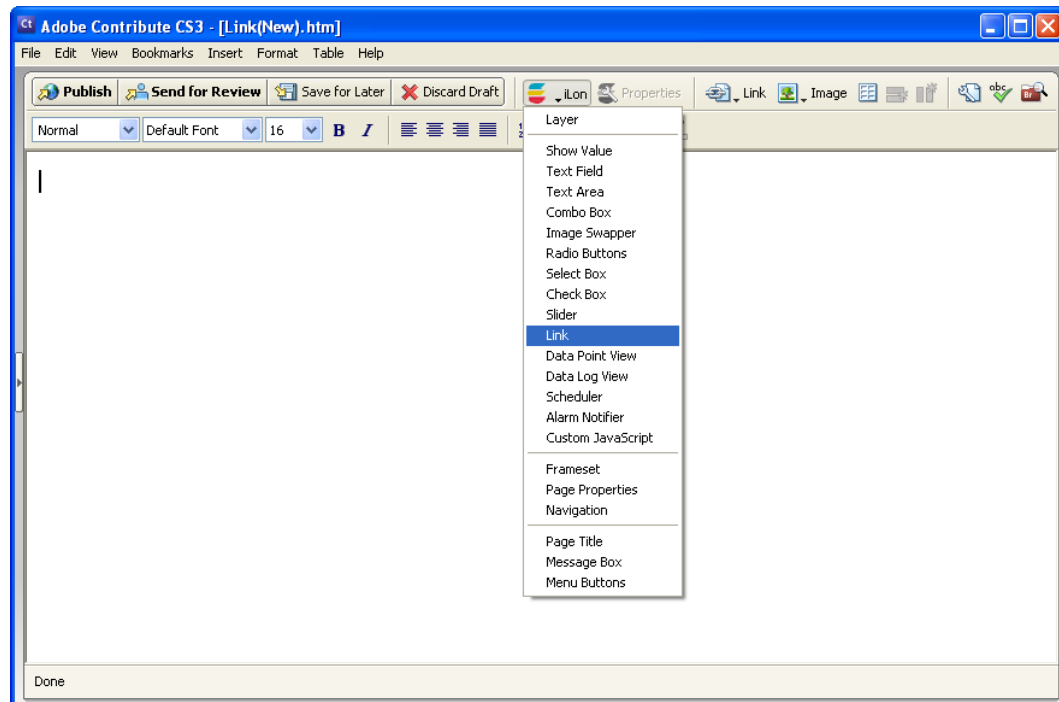 Ct Adobe Contribute CS3 - [Link(New).htm]
File Edit View Bookmarks Insert Format Table Help
Publish Send for Review Save for Later Discard Draft iLon Properties Link Image
Normal Default Font 16 B I
Layer
Show Value
Text Field
Text Area
Combo Box
Image Swapper
Radio Buttons
Select Box
Check Box
Slider
Link
Data Point View
Data Log View
Scheduler
Alarm Notifier
Custom JavaScript
Frameset
Page Properties
Navigation
Page Title
Message Box
Menu Buttons
Done